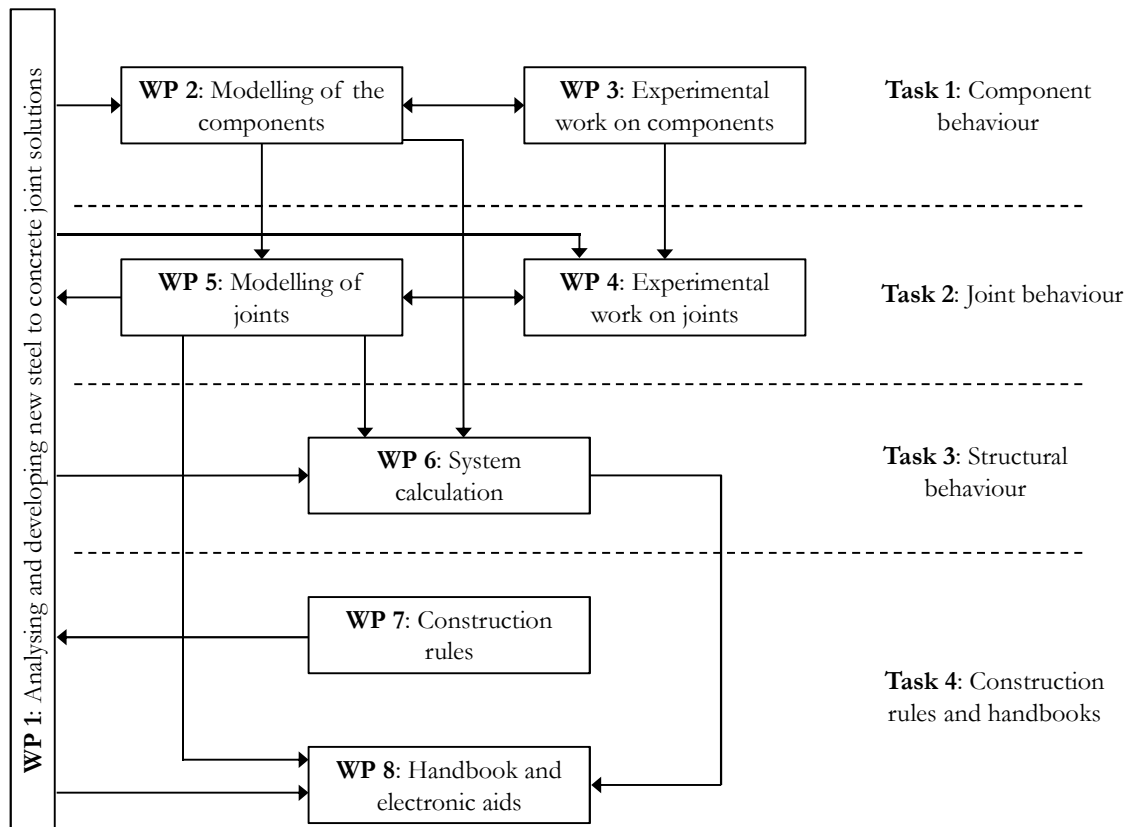 WP 1: Analysing and developing new steel to concrete joint solutions
WP 2: Modelling of the
components
WP 3: Experimental
work on components
Task 1: Component
behaviour
WP 5: Modelling of
joints
WP 4: Experimental
work on joints
Task 2: Joint behaviour
WP 6: System
calculation
Task 3: Structural
behaviour
WP 7: Construction
rules
Task 4: Construction
rules and handbooks
WP 8: Handbook and
electronic aids